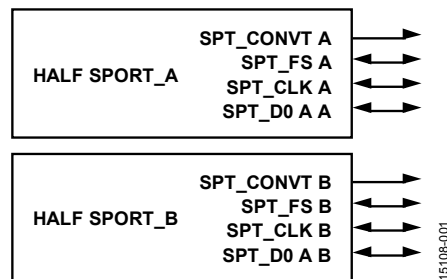 SPT_CONVT A
SPT_FS A
HALF SPORT_A
SPT_CLK A
SPT_D0 A A
SPT_CONVT B
SPT_FS B
HALF SPORT_B
SPT_CLK B
SPT_D0 A B
15108-001